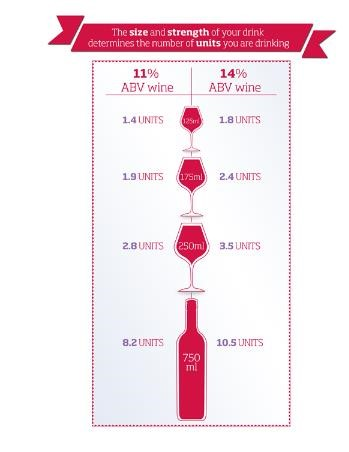 The size and strength of your drink
determines the number of units you are drinking
11% 14%
ABV wine ABV wine
1.4 UNITS 125ml 1.8 UNITS
1.9 UNITS 175ml 2.4 UNITS
2.8 UNITS 250ml 3.5 UNITS
8.2 UNITS 750 ml 10.5 UNITS